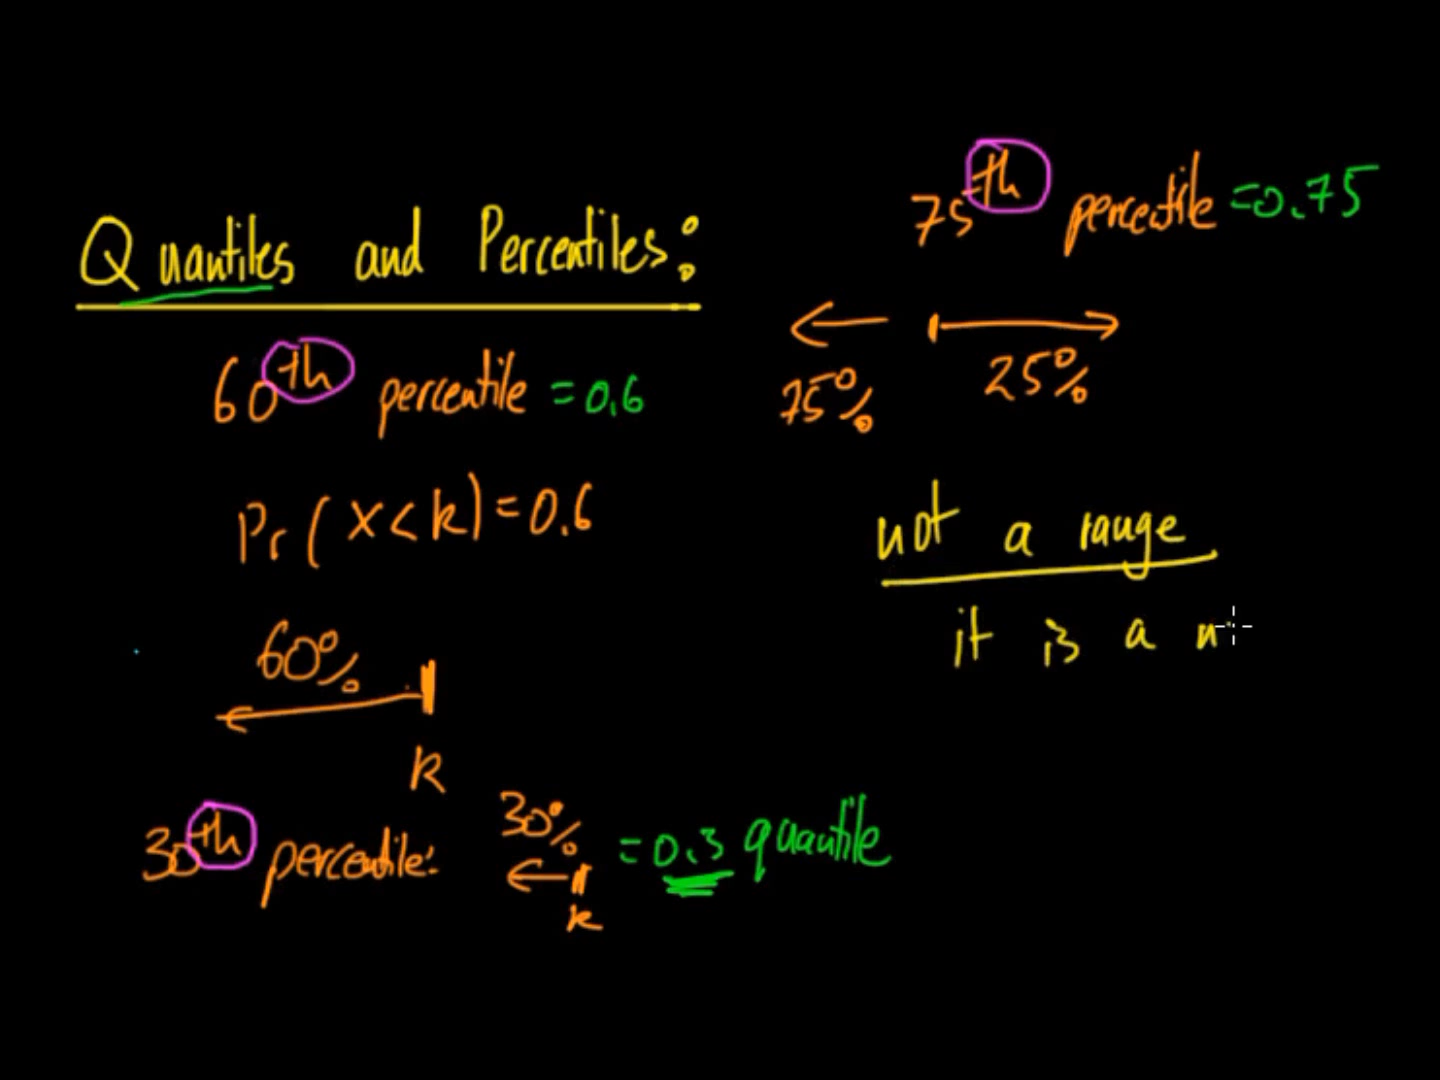 Quantiles and Percentiles:
60th percentile = 0.6
Pr(X<k)=0.6
60%
k
30th percentile:
30%
k
= 0.3 quantile
75th percentile =0.75
75%
25%
not a range
it is a